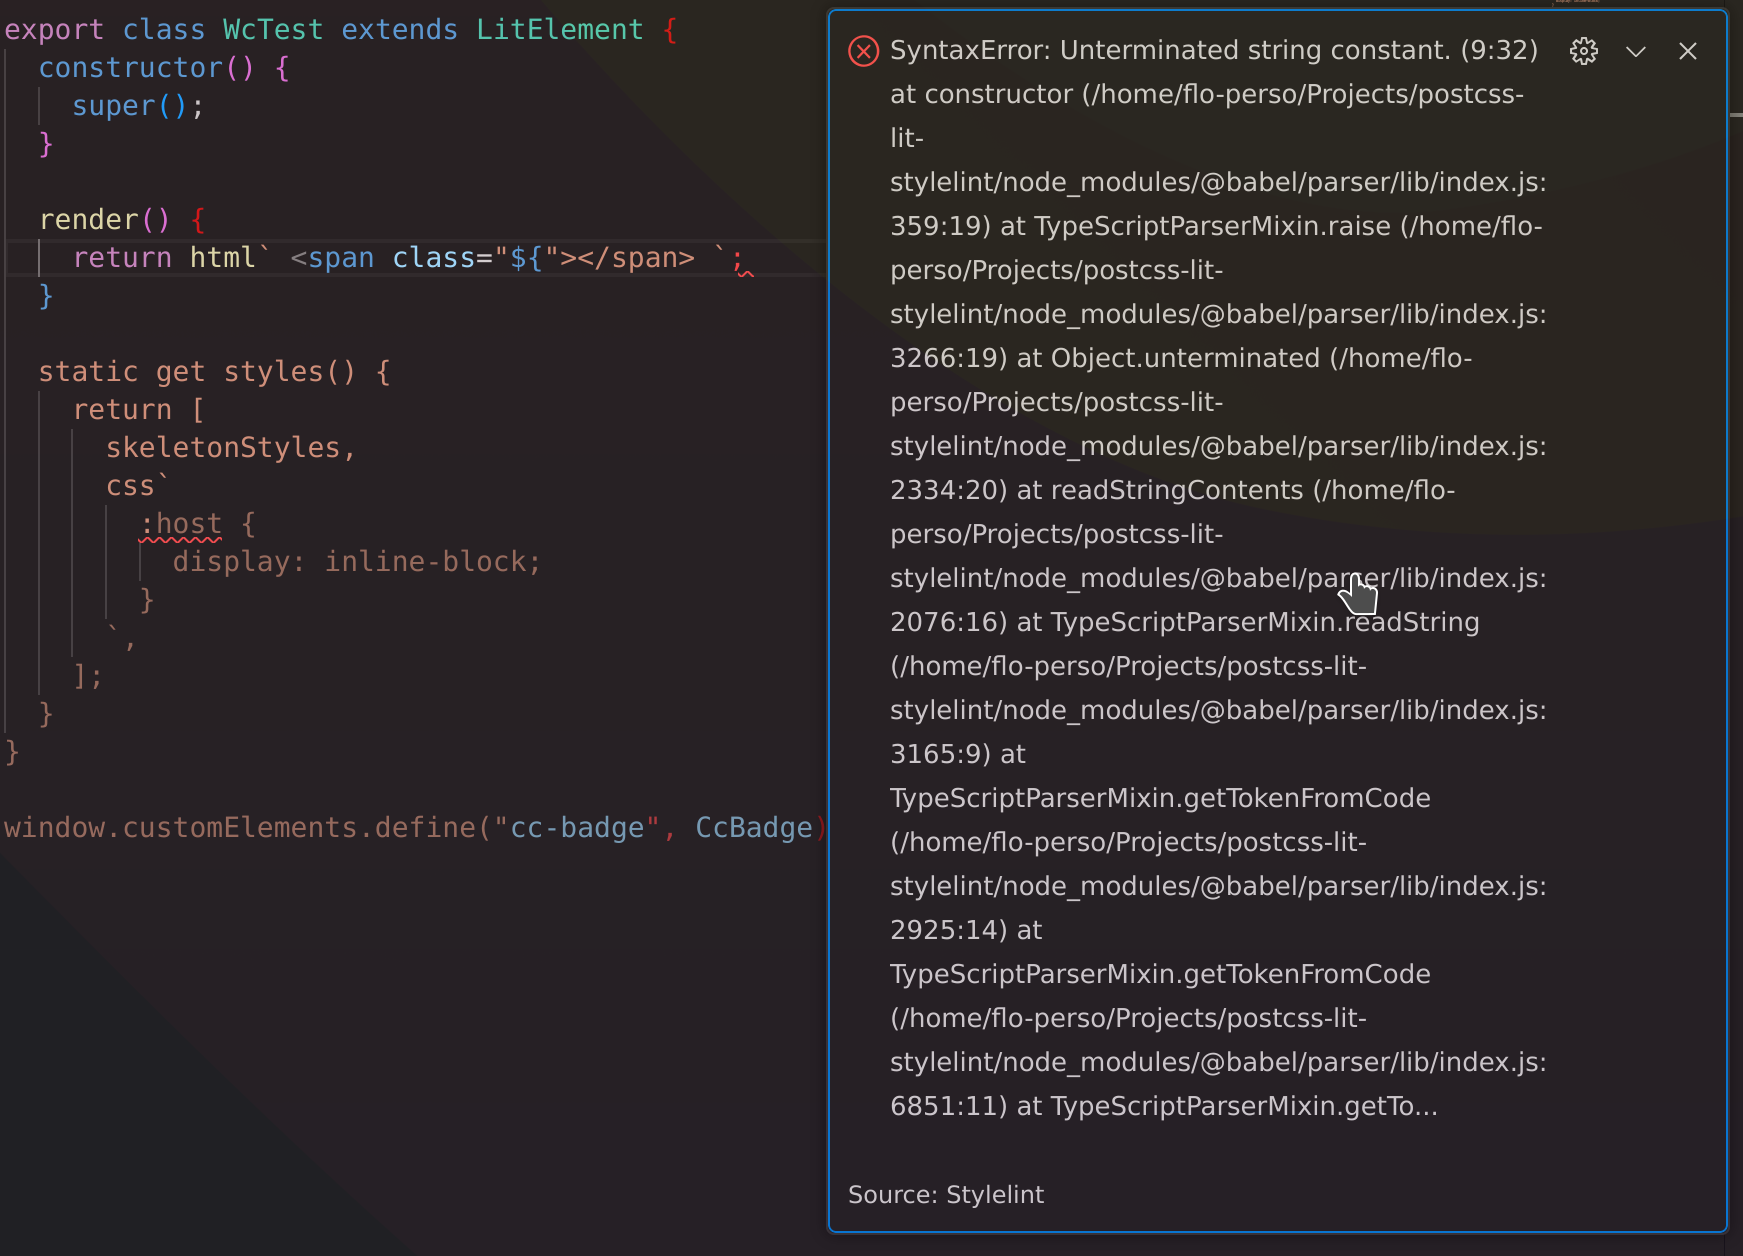 export class WcTest extends LitElement {
  constructor() {
    super();
  }
  render() {
    return html` <span class="${"></span> `;
  }
  static get styles() {
    return [
      skeletonStyles,
      css`
        :host {
          display: inline-block;
        }
      `,
    ];
  }
}
window.customElements.define("cc-badge", CcBadge)
SyntaxError: Unterminated string constant. (9:32)
at constructor (/home/flo-perso/Projects/postcss-
lit-
stylelint/node_modules/@babel/parser/lib/index.js:
359:19) at TypeScriptParserMixin.raise (/home/flo-
perso/Projects/postcss-lit-
stylelint/node_modules/@babel/parser/lib/index.js:
3266:19) at Object.unterminated (/home/flo-
perso/Projects/postcss-lit-
stylelint/node_modules/@babel/parser/lib/index.js:
2334:20) at readStringContents (/home/flo-
perso/Projects/postcss-lit-
stylelint/node_modules/@babel/parser/lib/index.js:
2076:16) at TypeScriptParserMixin.readString
(/home/flo-perso/Projects/postcss-lit-
stylelint/node_modules/@babel/parser/lib/index.js:
3165:9) at
TypeScriptParserMixin.getTokenFromCode
(/home/flo-perso/Projects/postcss-lit-
stylelint/node_modules/@babel/parser/lib/index.js:
2925:14) at
TypeScriptParserMixin.getTokenFromCode
(/home/flo-perso/Projects/postcss-lit-
stylelint/node_modules/@babel/parser/lib/index.js:
6851:11) at TypeScriptParserMixin.getTo...
Source: Stylelint